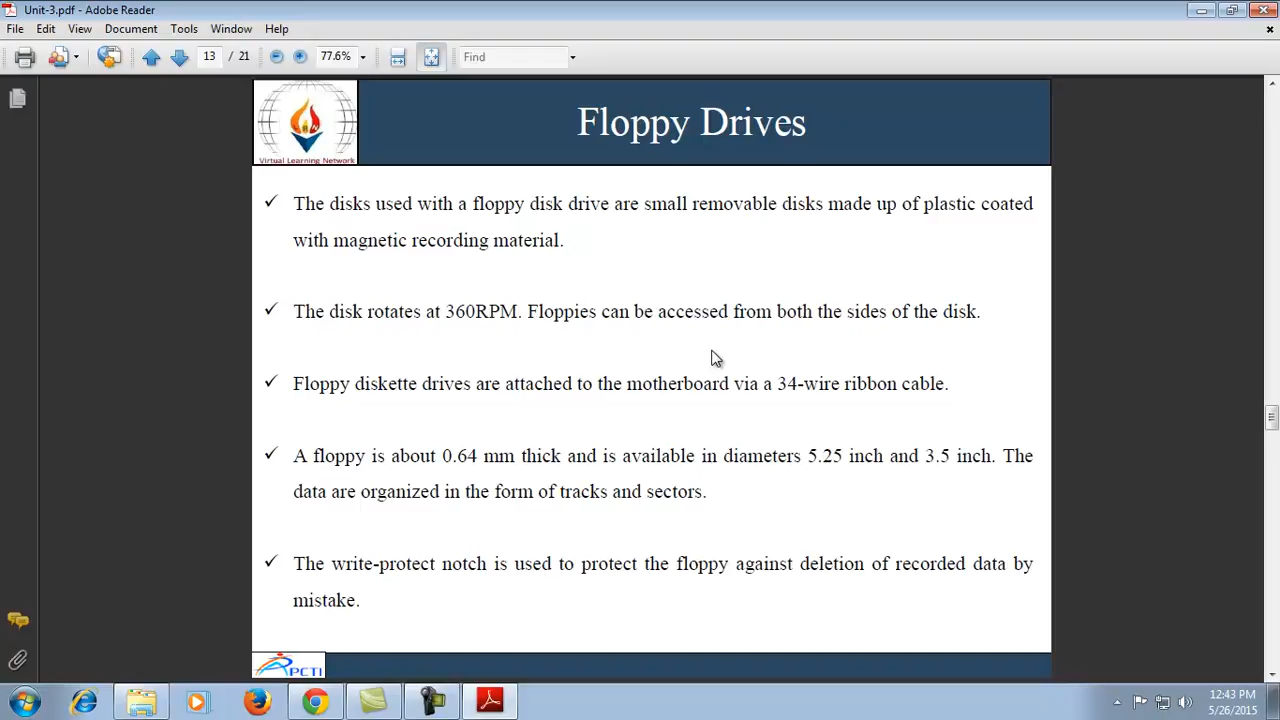 Unit-3.pdf - Adobe Reader
File Edit View Document Tools Window Help
13 / 21 77.6% Find
Floppy Drives
Virtual Learning Network
✓ The disks used with a floppy disk drive are small removable disks made up of plastic coated
with magnetic recording material.
✓ The disk rotates at 360RPM. Floppies can be accessed from both the sides of the disk.
✓ Floppy diskette drives are attached to the motherboard via a 34-wire ribbon cable.
✓ A floppy is about 0.64 mm thick and is available in diameters 5.25 inch and 3.5 inch. The
data are organized in the form of tracks and sectors.
✓ The write-protect notch is used to protect the floppy against deletion of recorded data by
mistake.
PCTI
12:43 PM
5/26/2015